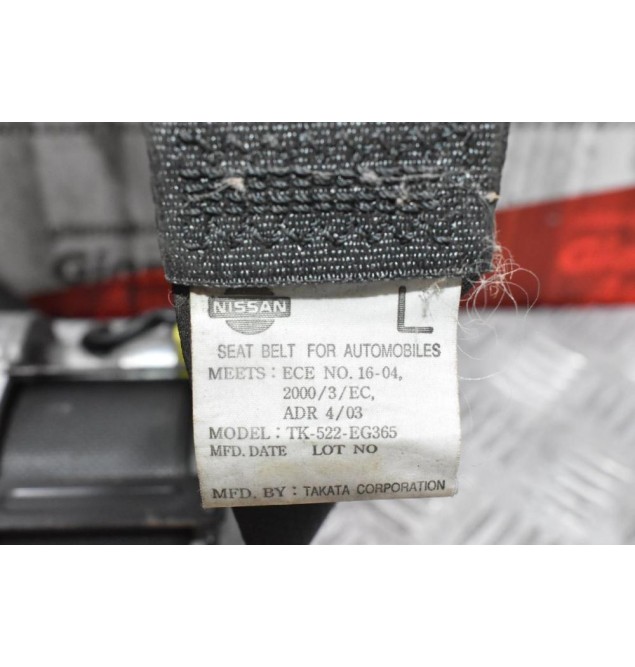 NISSAN L
SEAT BELT FOR AUTOMOBILES
MEETS: ECE NO. 16-04,
2000/3/EC,
ADR 4/03
MODEL: TK-522-EG365
MFD. DATE LOT NO
MFD. BY: TAKATA CORPORATION